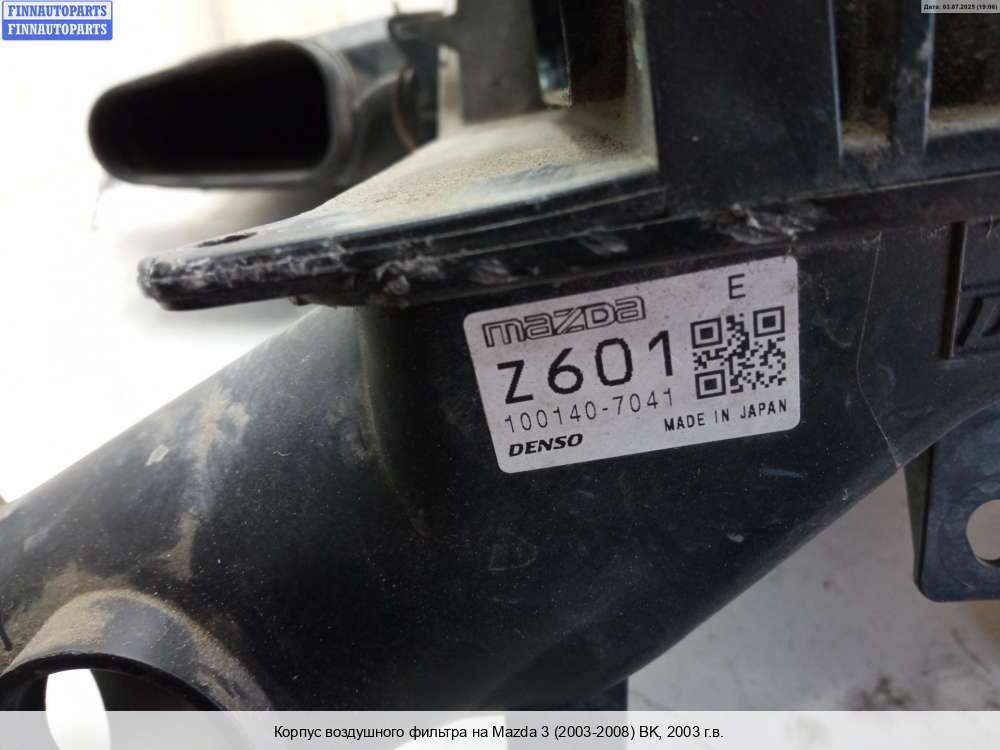 FINNAUTOPARTS
FINNAUTOPARTS
Дата: 03.07.2025 (19:06)
E
mazda
Z601
100140-7041
MADE IN JAPAN
DENSO
Корпус воздушного фильтра на Mazda 3 (2003-2008) BK, 2003 г.в.